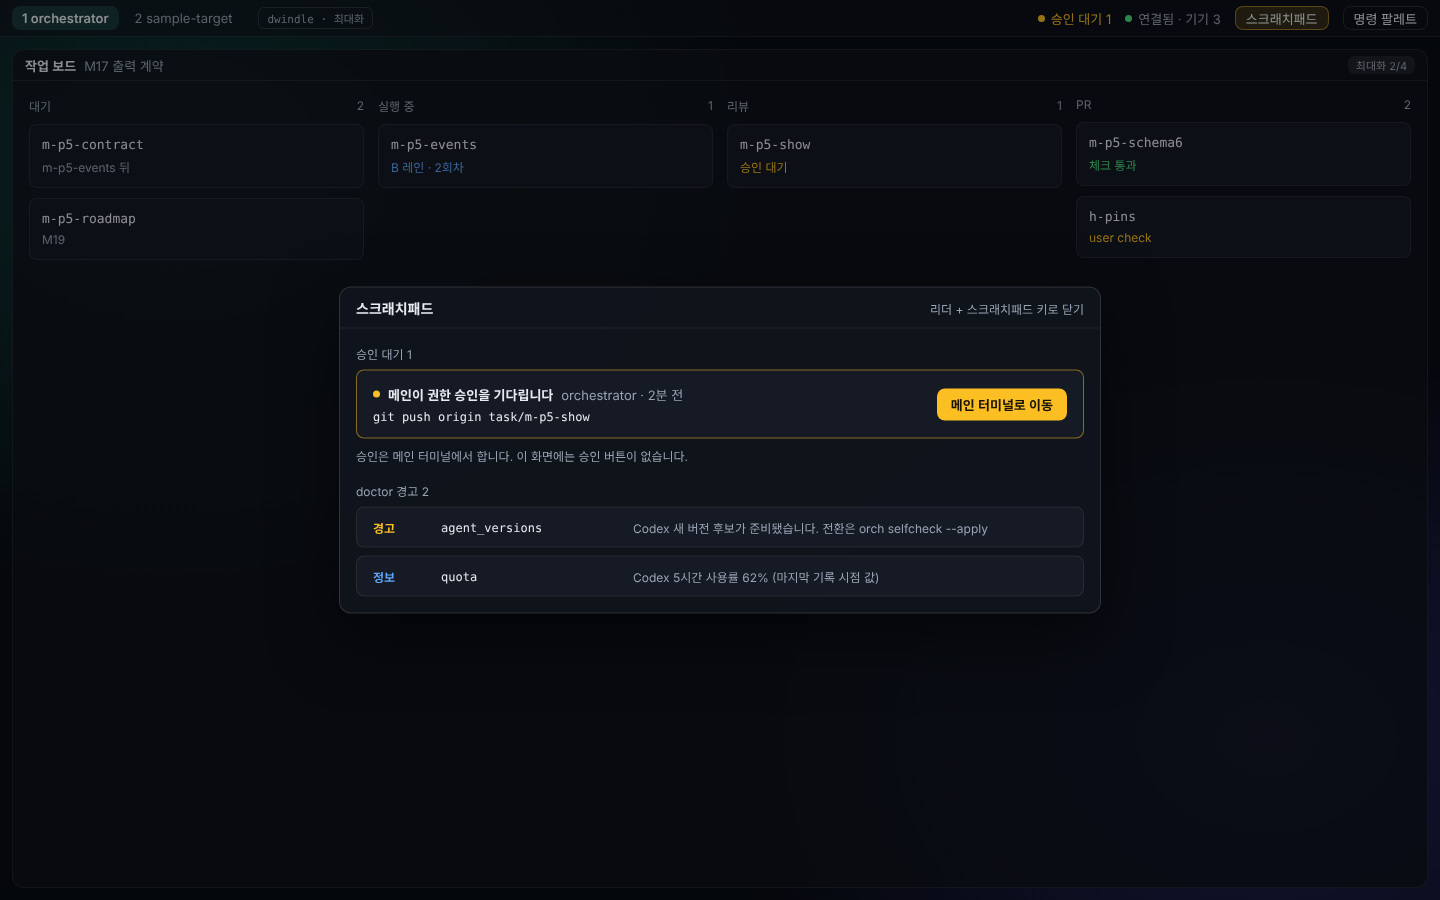 1 orchestrator 2 sample-target dwindle · 최대화 승인 대기 1 연결됨 · 기기 3 스크래치패드 명령 팔레트
작업 보드 M17 출력 계약 최대화 2/4
대기 2 실행 중 1 리뷰 1 PR 2
m-p5-contract
m-p5-events 뒤
m-p5-roadmap
M19
m-p5-events
B 레인 · 2회차
m-p5-show
승인 대기
m-p5-schema6
체크 통과
h-pins
user check
스크래치패드 리더 + 스크래치패드 키로 닫기
승인 대기 1
메인이 권한 승인을 기다립니다 orchestrator · 2분 전
git push origin task/m-p5-show
메인 터미널로 이동
승인은 메인 터미널에서 합니다. 이 화면에는 승인 버튼이 없습니다.
doctor 경고 2
경고 agent_versions Codex 새 버전 후보가 준비됐습니다. 전환은 orch selfcheck --apply
정보 quota Codex 5시간 사용률 62% (마지막 기록 시점 값)